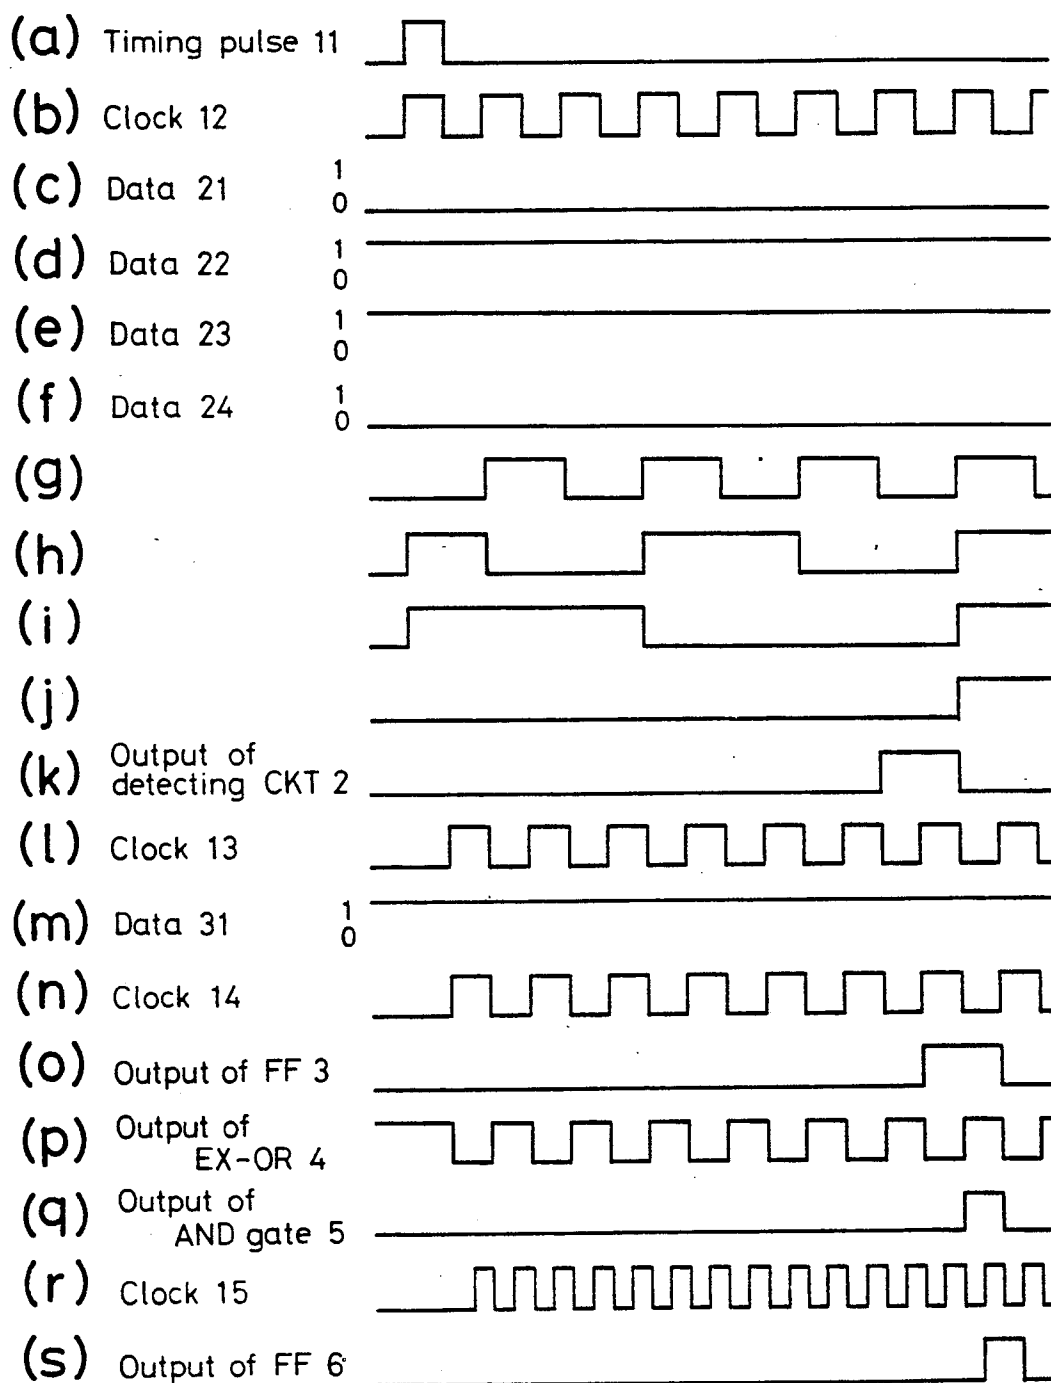 (a) Timing pulse 11
(b) Clock 12
(c) Data 21 1
0
(d) Data 22 1
0
(e) Data 23 1
0
(f) Data 24 1
0
(g)
(h)
(i)
(j)
(k) Output of
detecting CKT 2
(l) Clock 13
(m) Data 31 1
0
(n) Clock 14
(o) Output of FF 3
(p) Output of
EX-OR 4
(q) Output of
AND gate 5
(r) Clock 15
(s) Output of FF 6